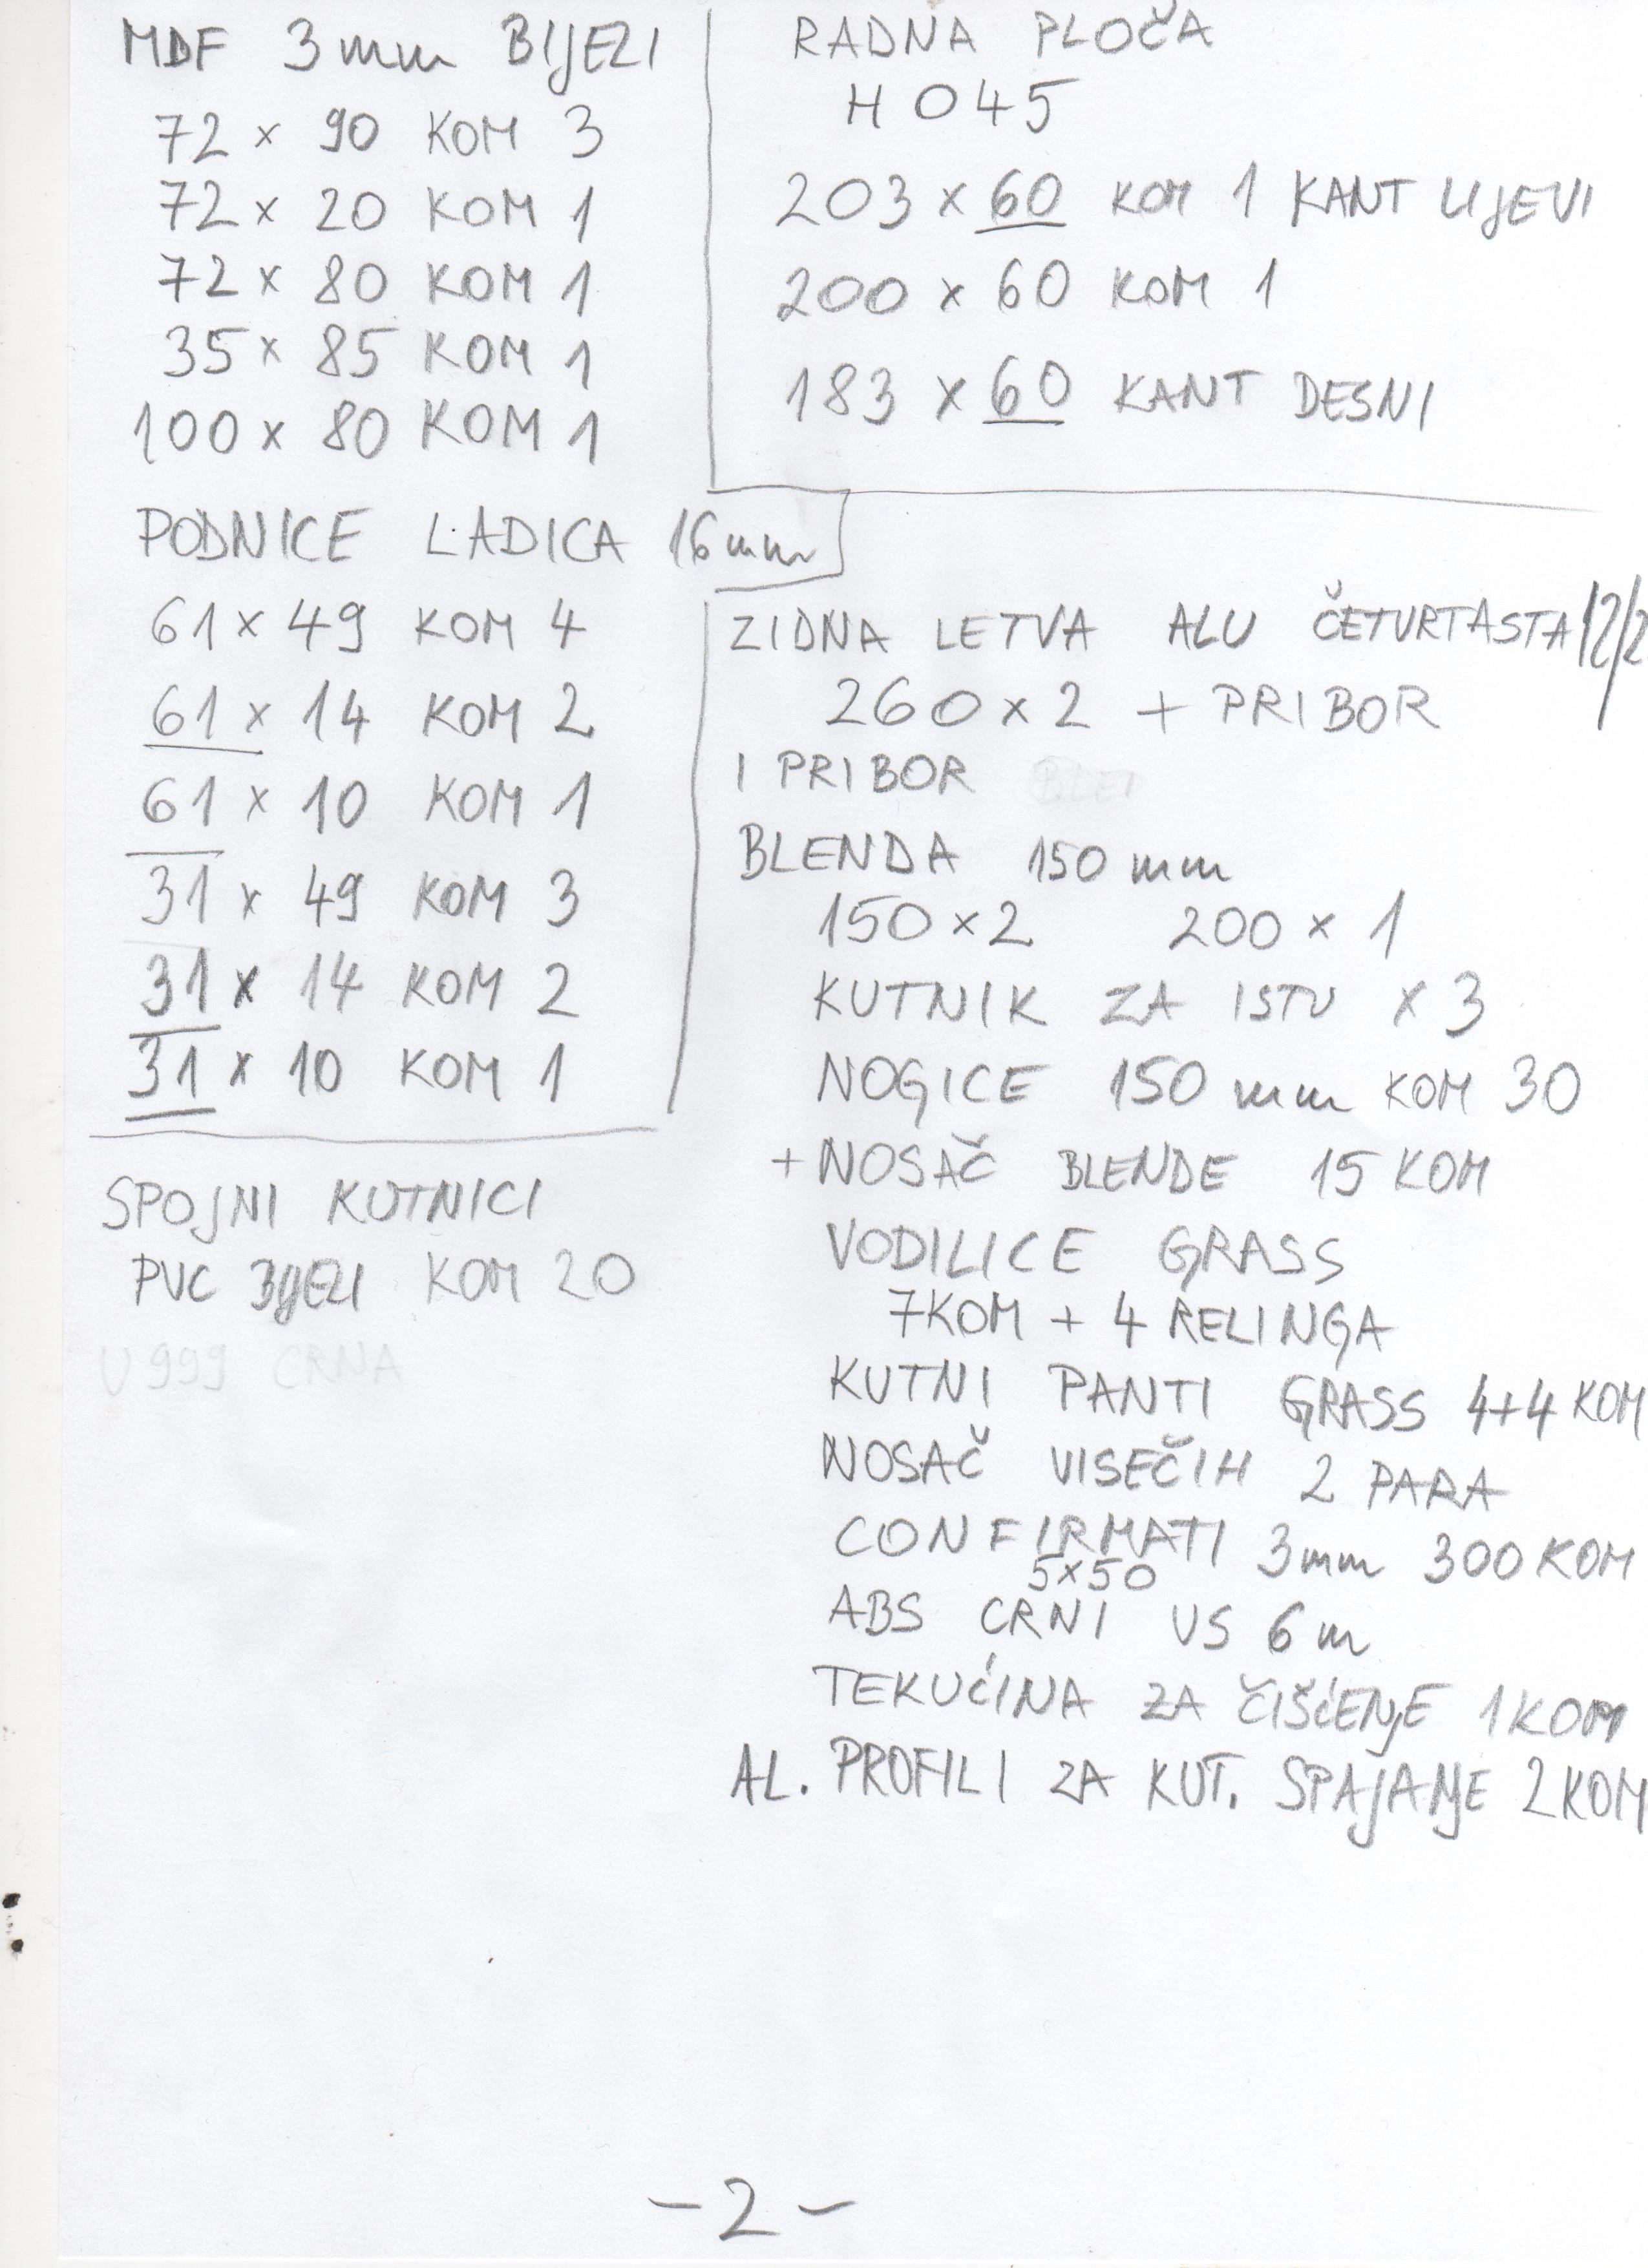 MDF 3mm BIJELI
72 x 90 KOM 3
72 x 20 KOM 1
72 x 80 KOM 1
35 x 85 KOM 1
100 x 80 KOM 1
PODNICE LADICA 16mm
61 x 49 KOM 4
61 x 14 KOM 2
61 x 10 KOM 1
31 x 49 KOM 3
31 x 14 KOM 2
31 x 10 KOM 1
SPOJNI KUTNICI
PVC BIJELI KOM 20
U999 CRNA
RADNA PLOČA
H 045
203 x 60 KOM 1 KANT LIJEVI
200 x 60 KOM 1
183 x 60 KANT DESNI
ZIDNA LETVA ALU ČETVRTASTA
260 x 2 + PRIBOR
I PRIBOR
BLENDA 150 mm
150 x 2 200 x 1
KUTNIK ZA ISTU x 3
NOGICE 150 mm KOM 30
+ NOSAČ BLENDE 15 KOM
VODILICE GRASS
7KOM + 4 RELINGA
KUTNI PANTI GRASS 4+4 KOM
NOSAČ VISEČIH 2 PARA
CONFIRMATI 3mm 300 KOM
5x50
ABS CRNI US 6m
TEKUĆINA ZA ČIŠĆENJE 1KOM
AL. PROFILI ZA KUT. SPAJANJE 2KOM
- 2 -